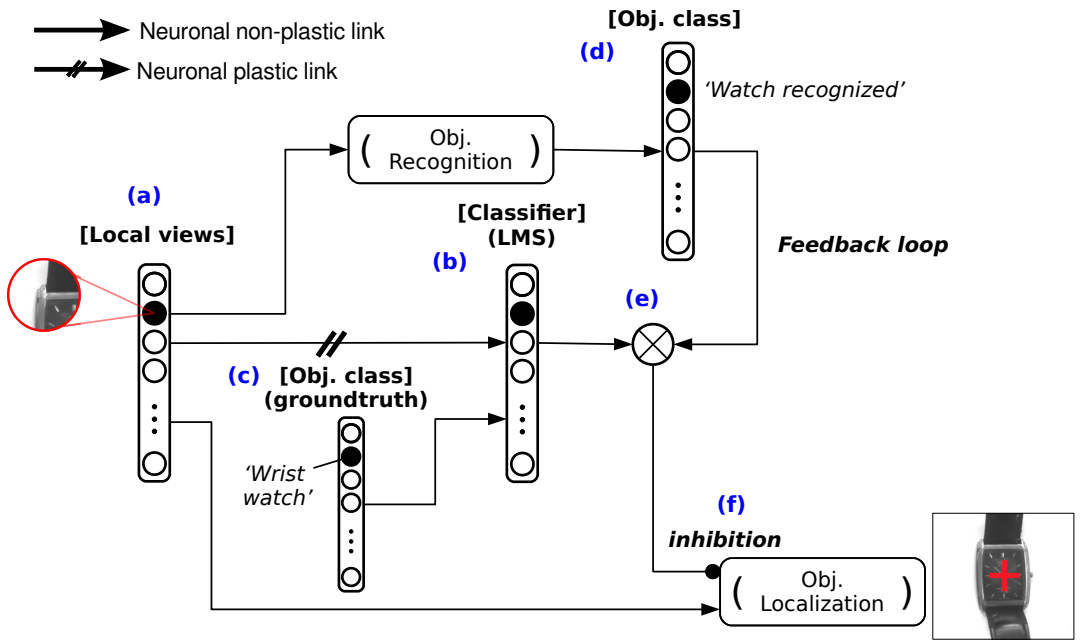 Neuronal non-plastic link
Neuronal plastic link
[Obj. class]
(d)
'Watch recognized'
( Obj. )
Recognition
(a)
[Local views]
[Classifier]
(LMS)
(b)
Feedback loop
(e)
(c) [Obj. class]
(groundtruth)
'Wrist
watch'
(f)
inhibition
( Obj. )
Localization